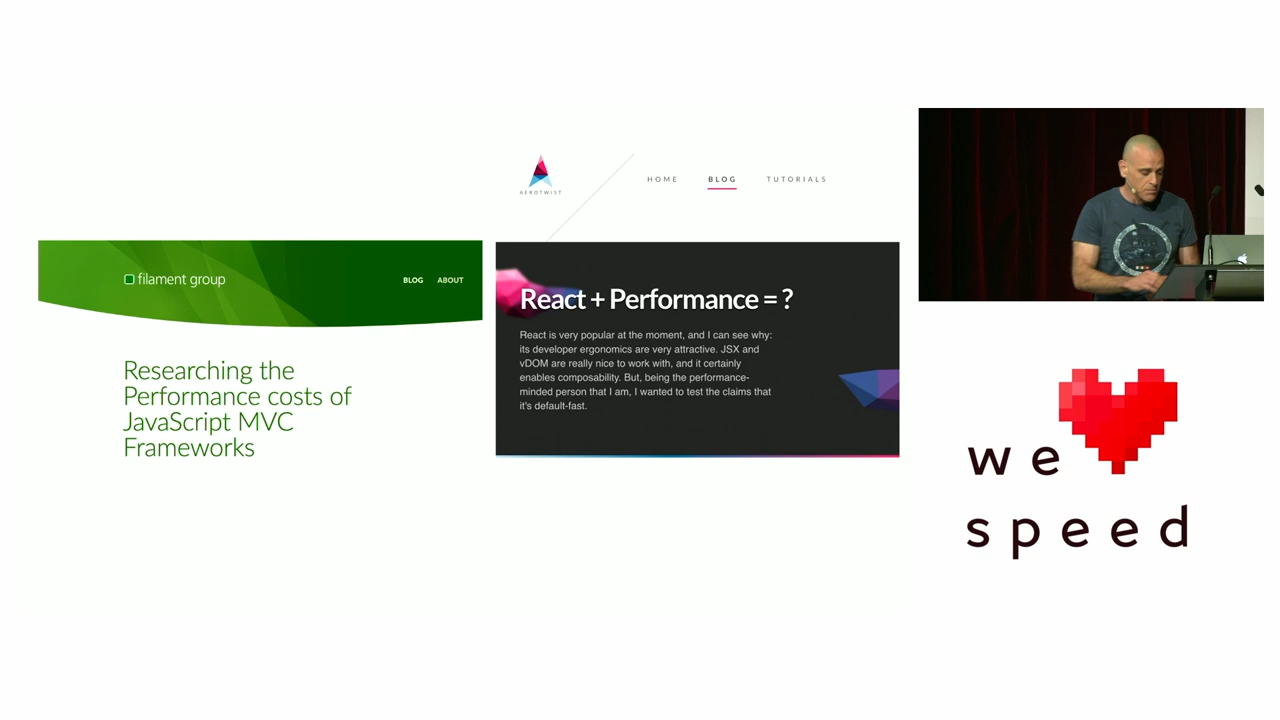 filament group
BLOG ABOUT
Researching the
Performance costs of
JavaScript MVC
Frameworks
AEROTWIST
HOME BLOG TUTORIALS
React + Performance = ?
React is very popular at the moment, and I can see why:
its developer ergonomics are very attractive. JSX and
vDOM are really nice to work with, and it certainly
enables composability. But, being the performance-
minded person that I am, I wanted to test the claims that
it's default-fast.
we
speed